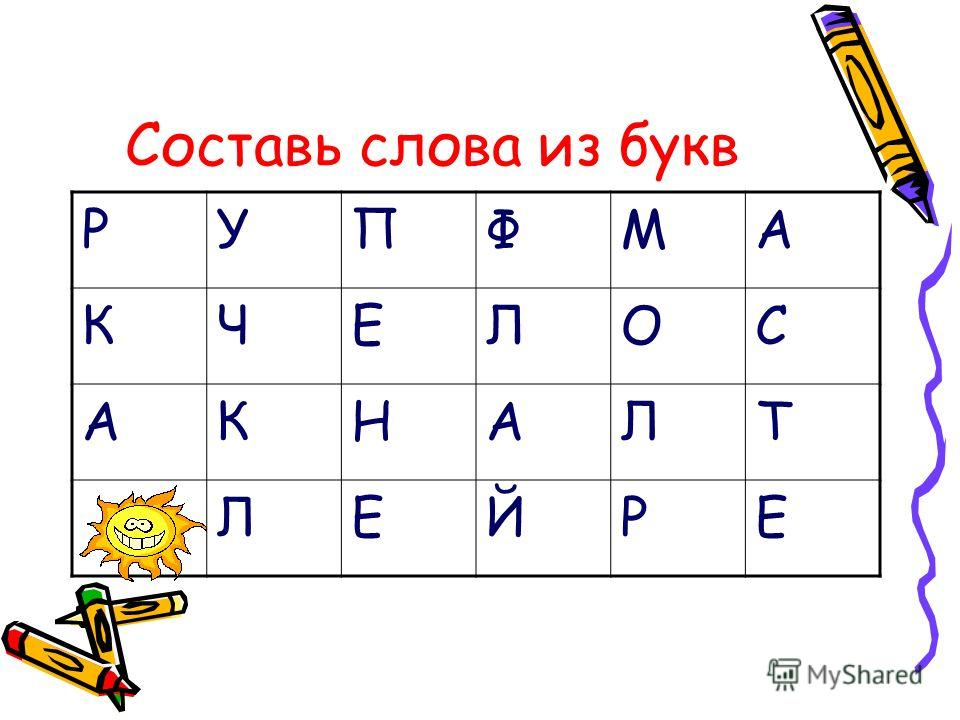 Составь слова из букв
Р У П Ф М А
К Ч Е Л О С
А К Н А Л Т
Л Е Й Р Е
MyShared